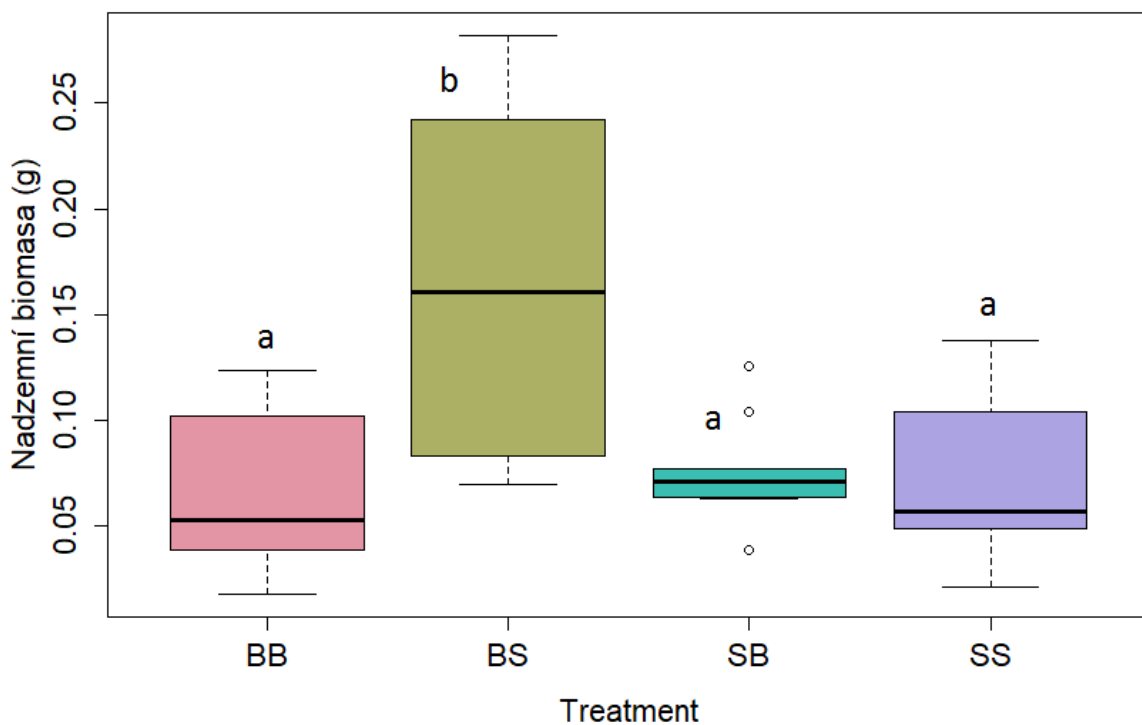 Nadzemní biomasa (g)
0.25
0.20
0.15
0.10
0.05
a
b
a
a
BB BS SB SS
Treatment